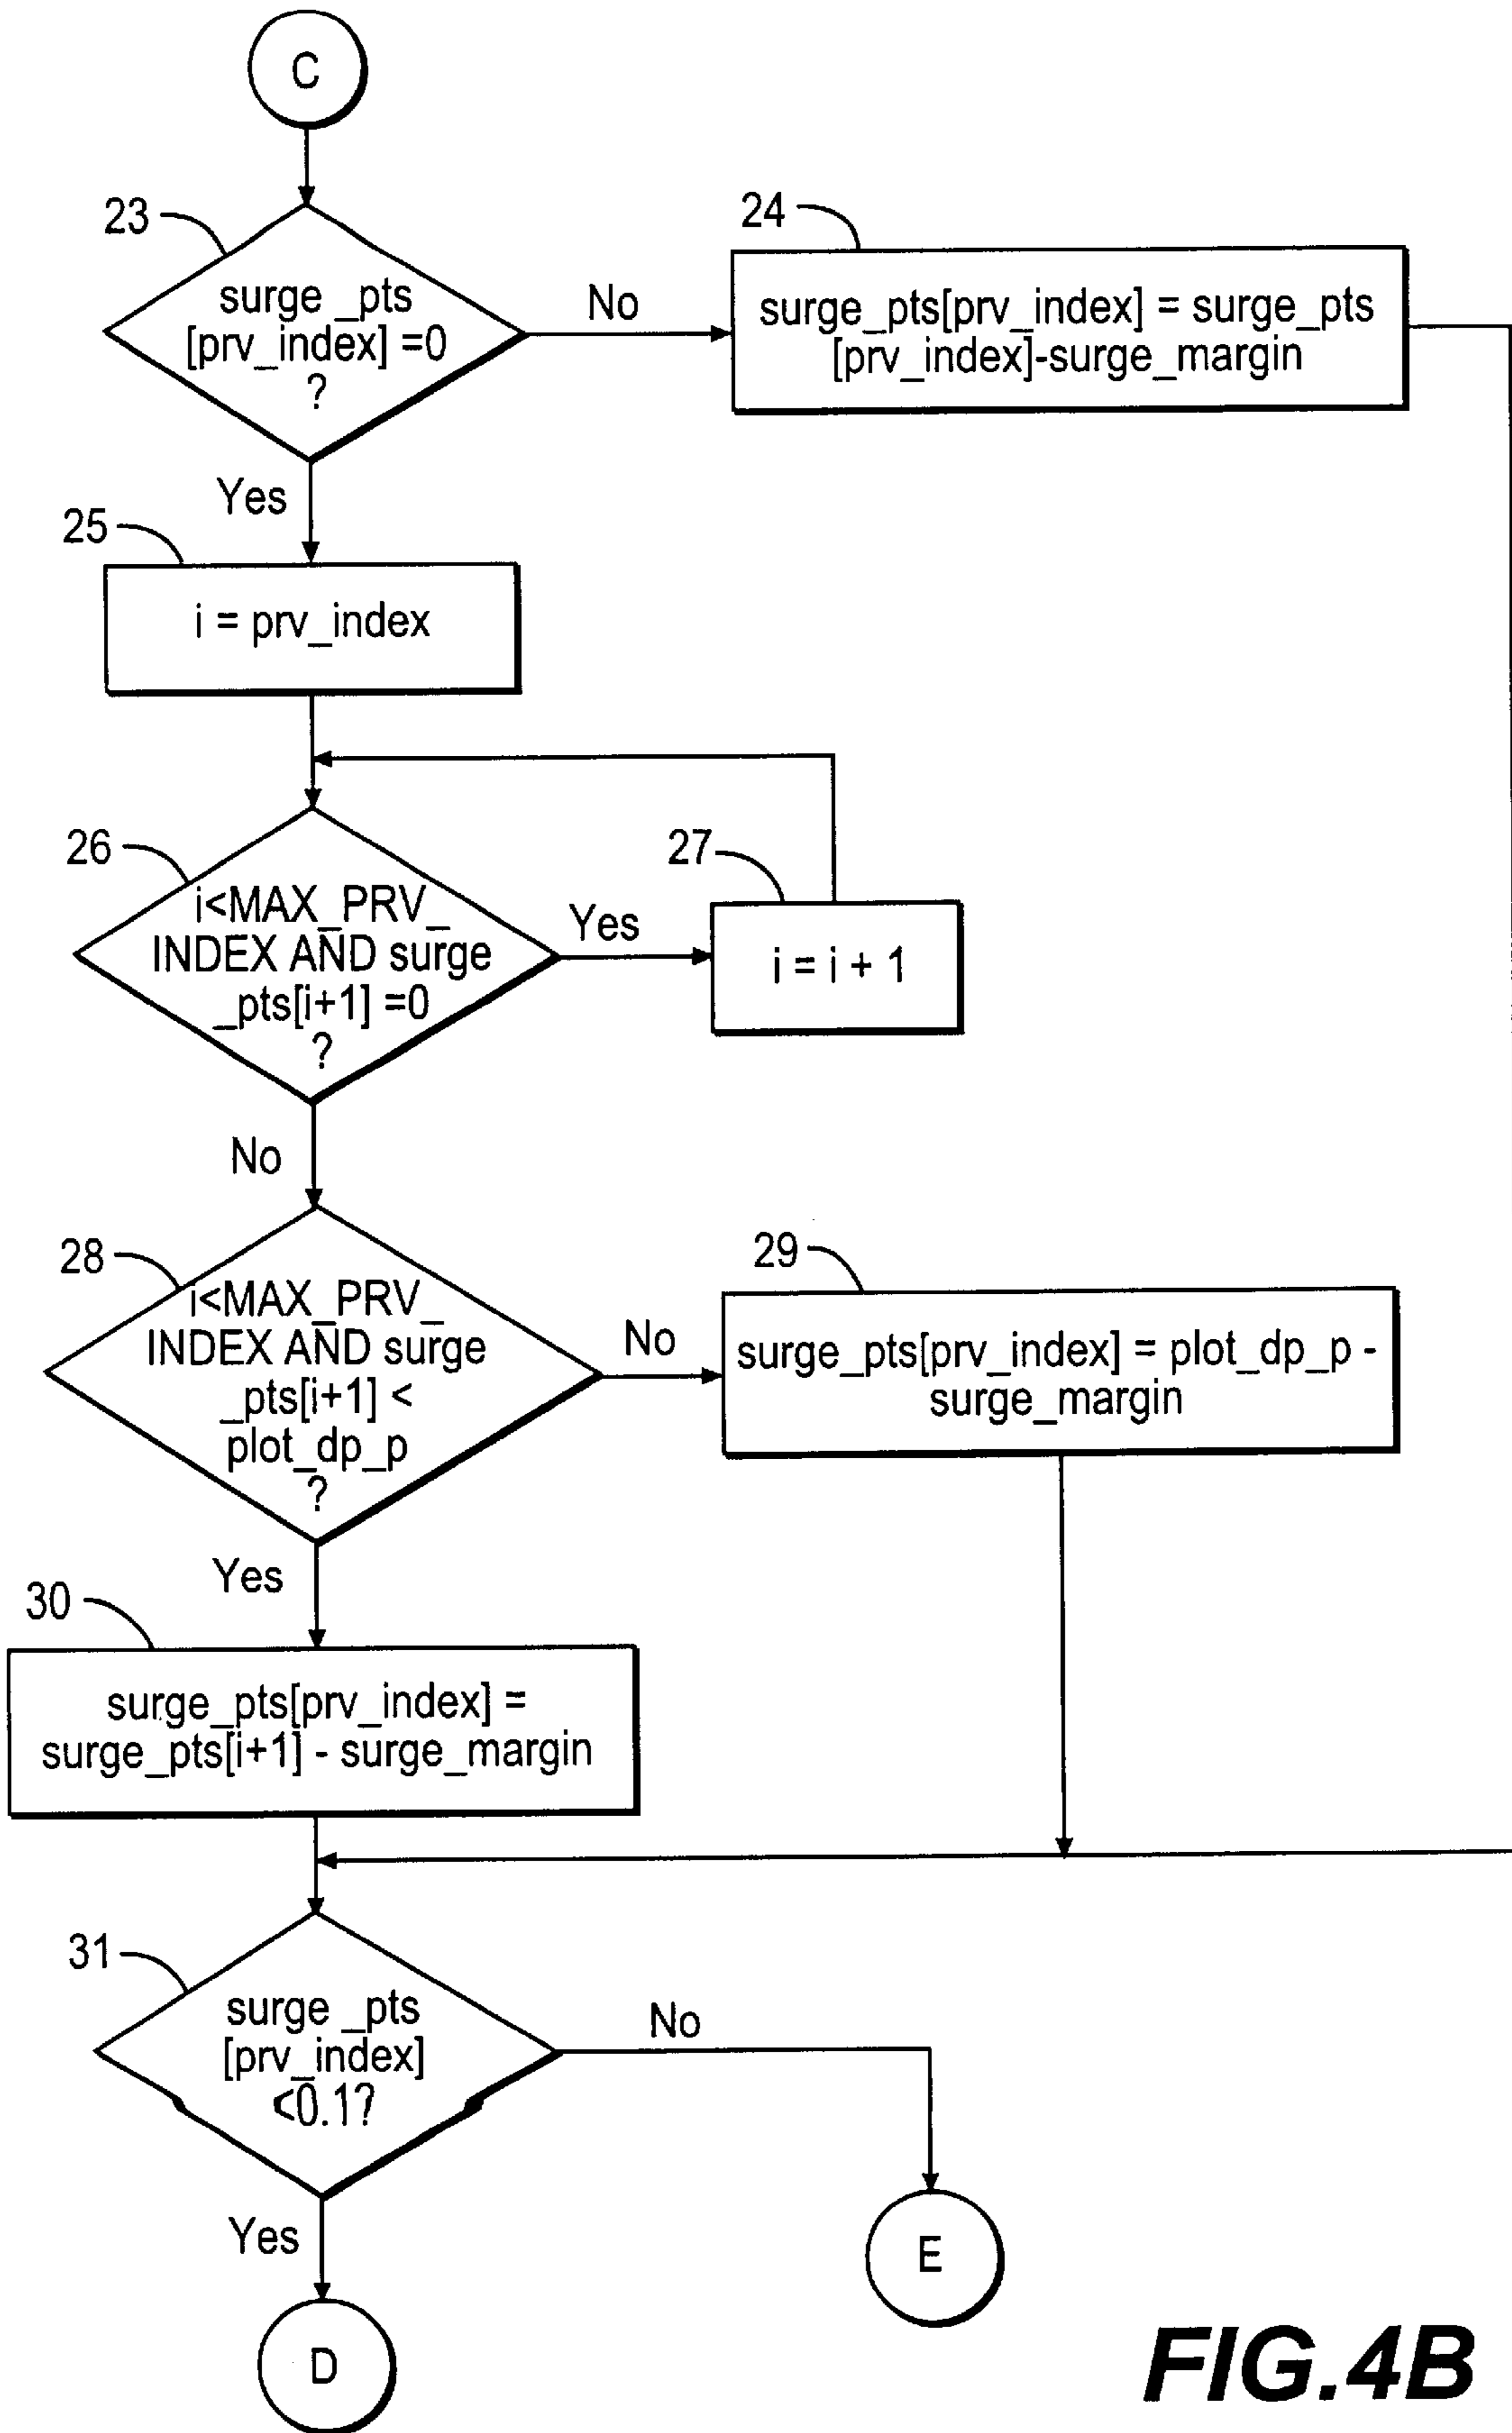 C
23
surge _pts
[prv_index] =0
?
No
24
surge_pts[prv_index] = surge_pts
[prv_index]-surge_margin
Yes
25
i = prv_index
26
i<MAX_PRV_
INDEX AND surge
_pts[i+1] =0
?
Yes
27
i = i + 1
No
28
i<MAX_PRV_
INDEX AND surge
_pts[i+1] <
plot_dp_p
?
No
29
surge_pts[prv_index] = plot_dp_p -
surge_margin
Yes
30
surge_pts[prv_index] =
surge_pts[i+1] - surge_margin
31
surge _pts
[prv_index]
<0.1?
No
Yes
E
D
FIG.4B